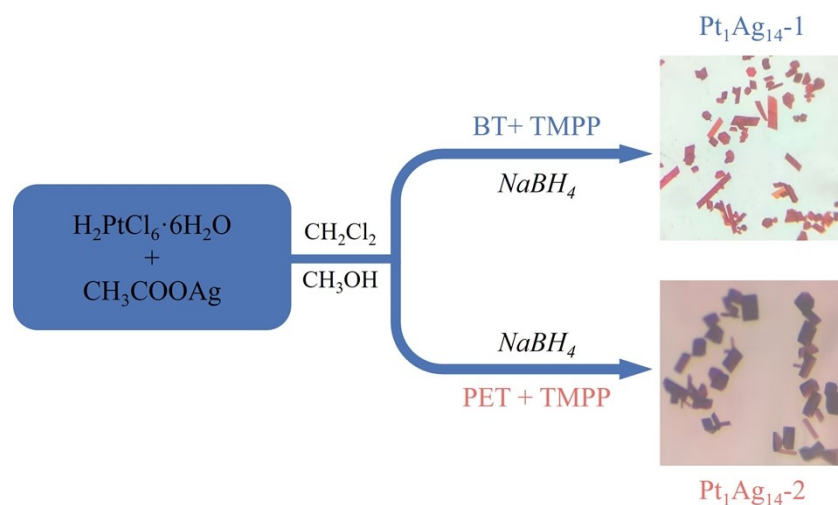 Pt₁Ag₁₄-1
BT+ TMPP
NaBH₄
H₂PtCl₆·6H₂O
+
CH₃COOAg
CH₂Cl₂
CH₃OH
NaBH₄
PET + TMPP
Pt₁Ag₁₄-2